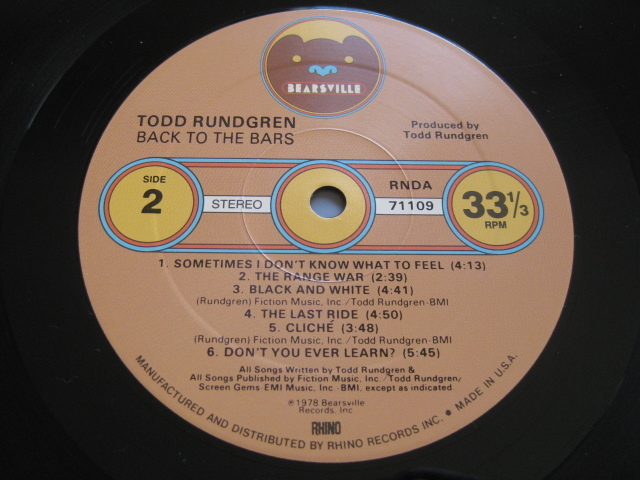 BEARSVILLE
TODD RUNDGREN
BACK TO THE BARS
Produced by
Todd Rundgren
SIDE
2
STEREO
RNDA
71109
33 1/3
RPM
1. SOMETIMES I DON'T KNOW WHAT TO FEEL (4:13)
2. THE RANGE WAR (2:39)
3. BLACK AND WHITE (4:41)
(Rundgren) Fiction Music, Inc./Todd Rundgren-BMI
4. THE LAST RIDE (4:50)
5. CLICHÉ (3:48)
(Rundgren) Fiction Music, Inc./Todd Rundgren-BMI
6. DON'T YOU EVER LEARN? (5:45)
All Songs Written by Todd Rundgren &
All Songs Published by Fiction Music, Inc./Todd Rundgren/
Screen Gems-EMI Music, Inc.-BMI, except as indicated.
℗1978 Bearsville
Records, Inc
RHINO
MANUFACTURED AND DISTRIBUTED BY RHINO RECORDS INC. • MADE IN U.S.A.